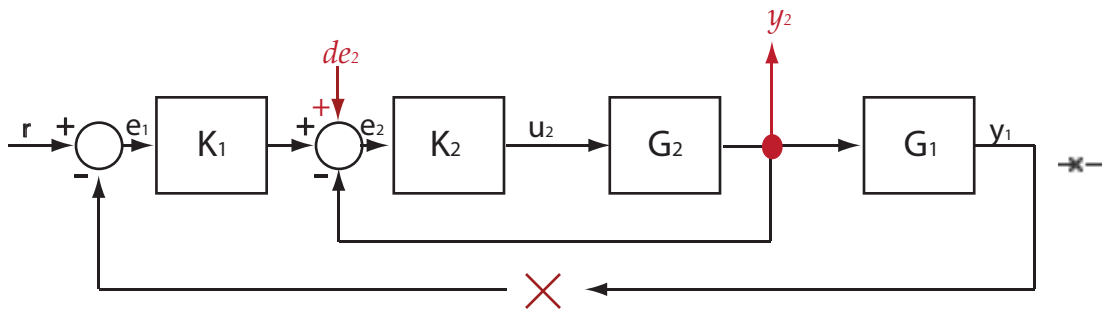 y₂
de₂
+
r + e₁ K₁ + e₂ K₂ u₂ G₂ G₁ y₁
- -